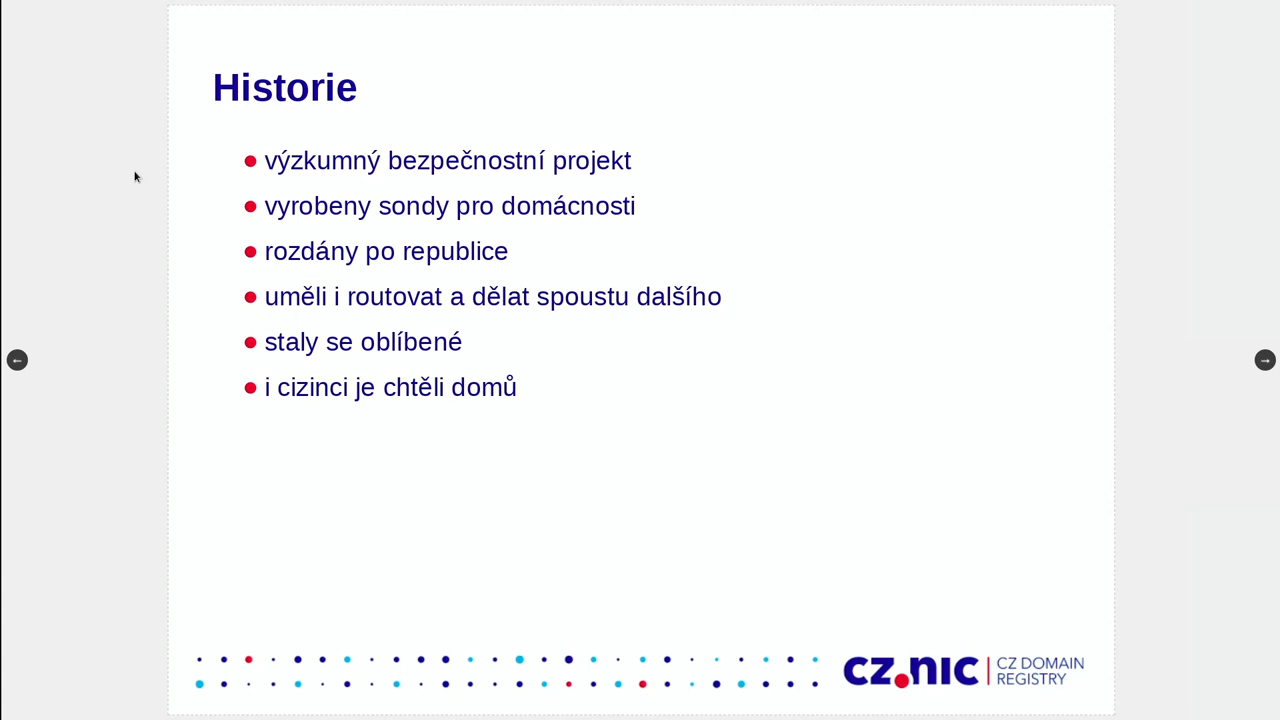 Historie
výzkumný bezpečnostní projekt
vyrobeny sondy pro domácnosti
rozdány po republice
uměli i routovat a dělat spoustu dalšího
staly se oblíbené
i cizinci je chtěli domů
←
→
CZ.NIC | CZ DOMAIN
REGISTRY